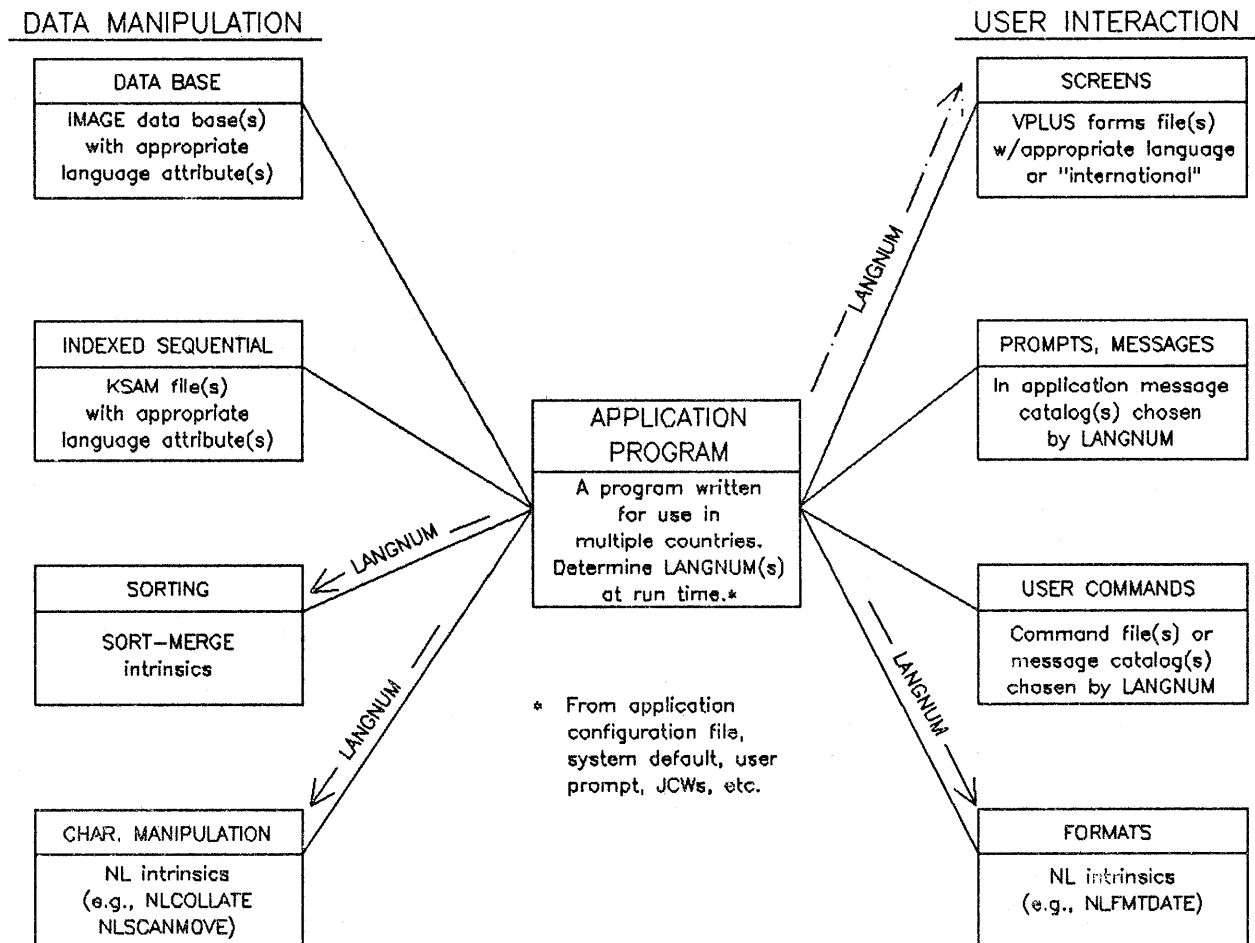 DATA MANIPULATION
DATA BASE
IMAGE data base(s)
with appropriate
language attribute(s)
INDEXED SEQUENTIAL
KSAM file(s)
with appropriate
language attribute(s)
SORTING
SORT-MERGE
intrinsics
CHAR. MANIPULATION
NL intrinsics
(e.g., NLCOLLATE
NLSCANMOVE)
LANGNUM
LANGNUM
APPLICATION
PROGRAM
A program written
for use in
multiple countries.
Determine LANGNUM(s)
at run time.*
* From application
configuration file,
system default, user
prompt, JCWs, etc.
LANGNUM
LANGNUM
USER INTERACTION
SCREENS
VPLUS forms file(s)
w/appropriate language
or "international"
PROMPTS, MESSAGES
In application message
catalog(s) chosen
by LANGNUM
USER COMMANDS
Command file(s) or
message catalog(s)
chosen by LANGNUM
FORMATS
NL intrinsics
(e.g., NLFMTDATE)